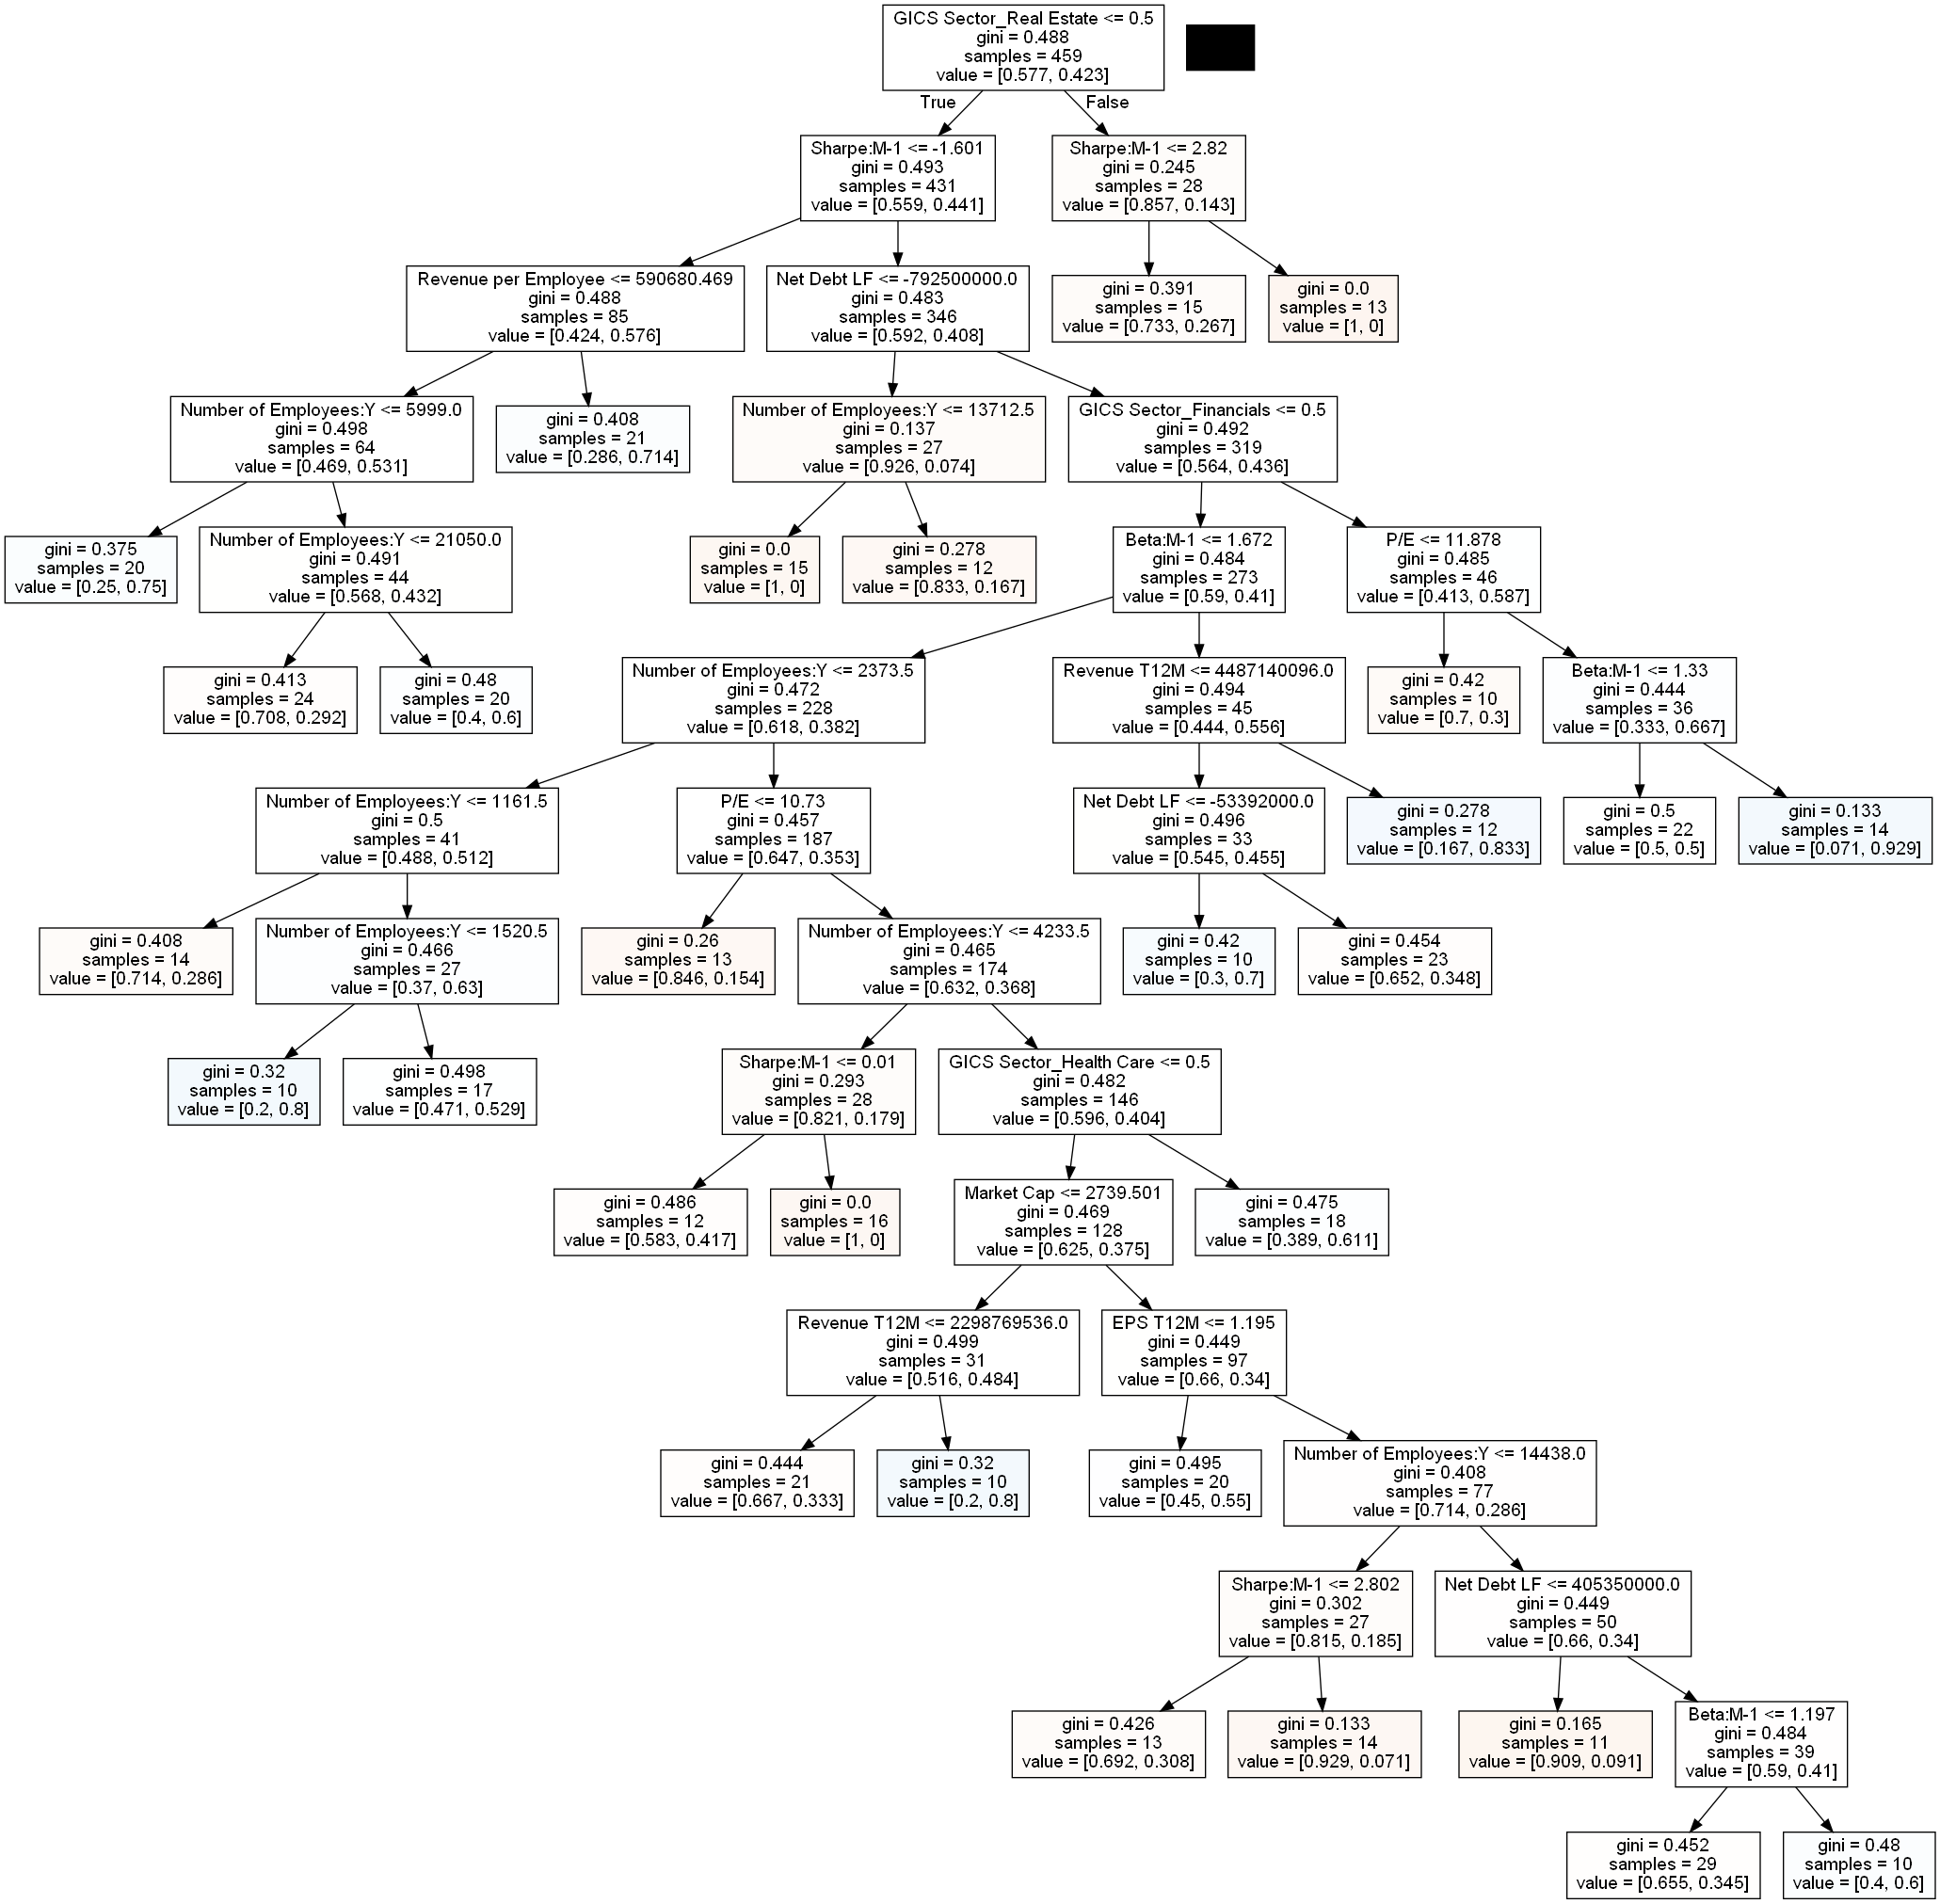 GICS Sector_Real Estate <= 0.5
gini = 0.488
samples = 459
value = [0.577, 0.423]
True
False
Sharpe:M-1 <= -1.601
gini = 0.493
samples = 431
value = [0.559, 0.441]
Sharpe:M-1 <= 2.82
gini = 0.245
samples = 28
value = [0.857, 0.143]
Revenue per Employee <= 590680.469
gini = 0.488
samples = 85
value = [0.424, 0.576]
Net Debt LF <= -792500000.0
gini = 0.483
samples = 346
value = [0.592, 0.408]
gini = 0.391
samples = 15
value = [0.733, 0.267]
gini = 0.0
samples = 13
value = [1, 0]
Number of Employees:Y <= 5999.0
gini = 0.498
samples = 64
value = [0.469, 0.531]
gini = 0.408
samples = 21
value = [0.286, 0.714]
Number of Employees:Y <= 13712.5
gini = 0.137
samples = 27
value = [0.926, 0.074]
GICS Sector_Financials <= 0.5
gini = 0.492
samples = 319
value = [0.564, 0.436]
gini = 0.375
samples = 20
value = [0.25, 0.75]
Number of Employees:Y <= 21050.0
gini = 0.491
samples = 44
value = [0.568, 0.432]
gini = 0.0
samples = 15
value = [1, 0]
gini = 0.278
samples = 12
value = [0.833, 0.167]
Beta:M-1 <= 1.672
gini = 0.484
samples = 273
value = [0.59, 0.41]
P/E <= 11.878
gini = 0.485
samples = 46
value = [0.413, 0.587]
gini = 0.413
samples = 24
value = [0.708, 0.292]
gini = 0.48
samples = 20
value = [0.4, 0.6]
Number of Employees:Y <= 2373.5
gini = 0.472
samples = 228
value = [0.618, 0.382]
Revenue T12M <= 4487140096.0
gini = 0.494
samples = 45
value = [0.444, 0.556]
gini = 0.42
samples = 10
value = [0.7, 0.3]
Beta:M-1 <= 1.33
gini = 0.444
samples = 36
value = [0.333, 0.667]
Number of Employees:Y <= 1161.5
gini = 0.5
samples = 41
value = [0.488, 0.512]
P/E <= 10.73
gini = 0.457
samples = 187
value = [0.647, 0.353]
Net Debt LF <= -53392000.0
gini = 0.496
samples = 33
value = [0.545, 0.455]
gini = 0.278
samples = 12
value = [0.167, 0.833]
gini = 0.5
samples = 22
value = [0.5, 0.5]
gini = 0.133
samples = 14
value = [0.071, 0.929]
gini = 0.408
samples = 14
value = [0.714, 0.286]
Number of Employees:Y <= 1520.5
gini = 0.466
samples = 27
value = [0.37, 0.63]
gini = 0.26
samples = 13
value = [0.846, 0.154]
Number of Employees:Y <= 4233.5
gini = 0.465
samples = 174
value = [0.632, 0.368]
gini = 0.42
samples = 10
value = [0.3, 0.7]
gini = 0.454
samples = 23
value = [0.652, 0.348]
gini = 0.32
samples = 10
value = [0.2, 0.8]
gini = 0.498
samples = 17
value = [0.471, 0.529]
Sharpe:M-1 <= 0.01
gini = 0.293
samples = 28
value = [0.821, 0.179]
GICS Sector_Health Care <= 0.5
gini = 0.482
samples = 146
value = [0.596, 0.404]
gini = 0.486
samples = 12
value = [0.583, 0.417]
gini = 0.0
samples = 16
value = [1, 0]
Market Cap <= 2739.501
gini = 0.469
samples = 128
value = [0.625, 0.375]
gini = 0.475
samples = 18
value = [0.389, 0.611]
Revenue T12M <= 2298769536.0
gini = 0.499
samples = 31
value = [0.516, 0.484]
EPS T12M <= 1.195
gini = 0.449
samples = 97
value = [0.66, 0.34]
gini = 0.444
samples = 21
value = [0.667, 0.333]
gini = 0.32
samples = 10
value = [0.2, 0.8]
gini = 0.495
samples = 20
value = [0.45, 0.55]
Number of Employees:Y <= 14438.0
gini = 0.408
samples = 77
value = [0.714, 0.286]
Sharpe:M-1 <= 2.802
gini = 0.302
samples = 27
value = [0.815, 0.185]
Net Debt LF <= 405350000.0
gini = 0.449
samples = 50
value = [0.66, 0.34]
gini = 0.426
samples = 13
value = [0.692, 0.308]
gini = 0.133
samples = 14
value = [0.929, 0.071]
gini = 0.165
samples = 11
value = [0.909, 0.091]
Beta:M-1 <= 1.197
gini = 0.484
samples = 39
value = [0.59, 0.41]
gini = 0.452
samples = 29
value = [0.655, 0.345]
gini = 0.48
samples = 10
value = [0.4, 0.6]